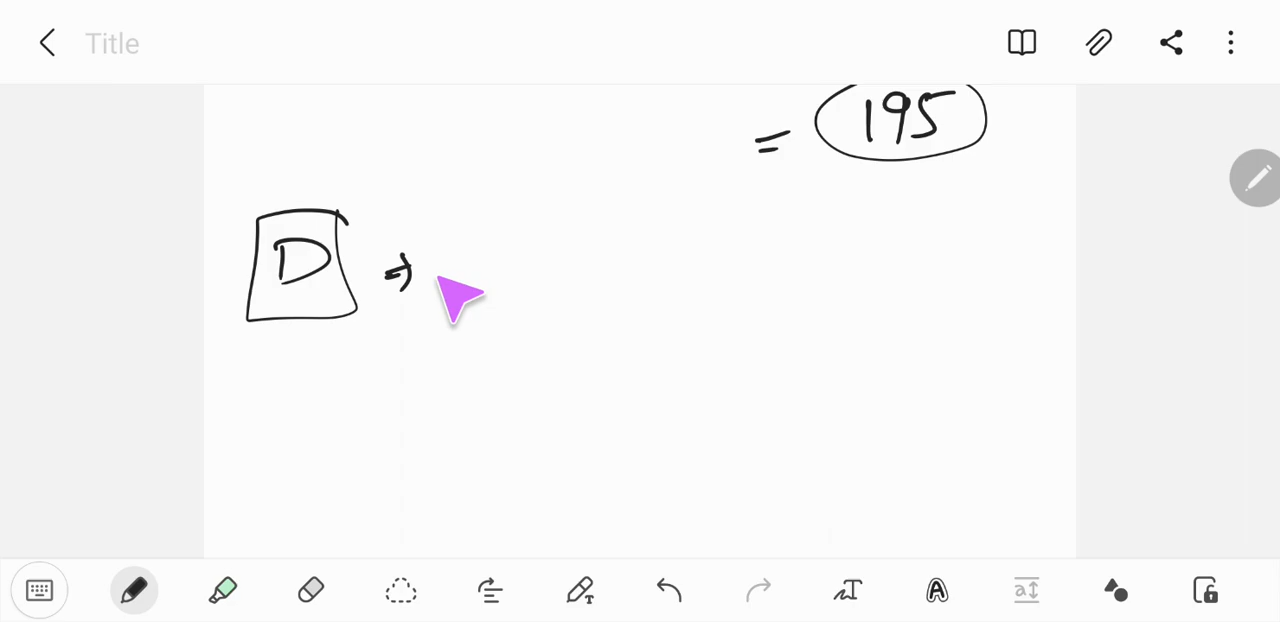 Title
= 195
D ⇒